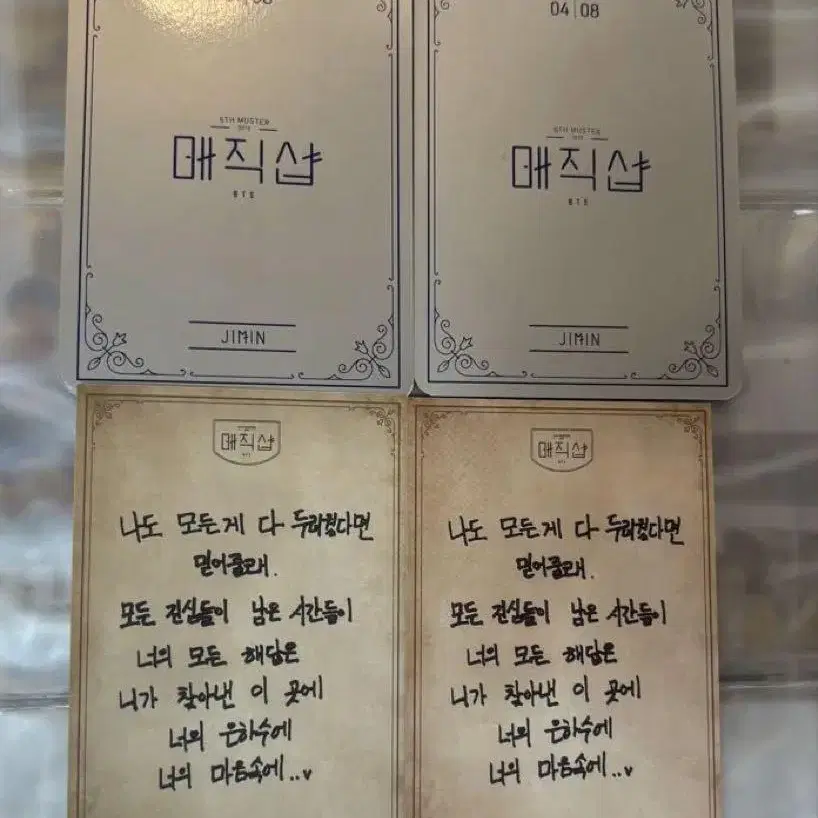 04|08
5TH MUSTER
매직샵
BTS
JIMIN
5TH MUSTER
매직샵
BTS
JIMIN
매직샵
나도 모든게 다 두려웠다면
믿어줄래.
모든 진심들이 남은 시간들이
너의 모든 해답은
니가 찾아낸 이 곳에
너의 은하수에
너의 마음속에..v
매직샵
나도 모든게 다 두려웠다면
믿어줄래.
모든 진심들이 남은 시간들이
너의 모든 해답은
니가 찾아낸 이 곳에
너의 은하수에
너의 마음속에..v